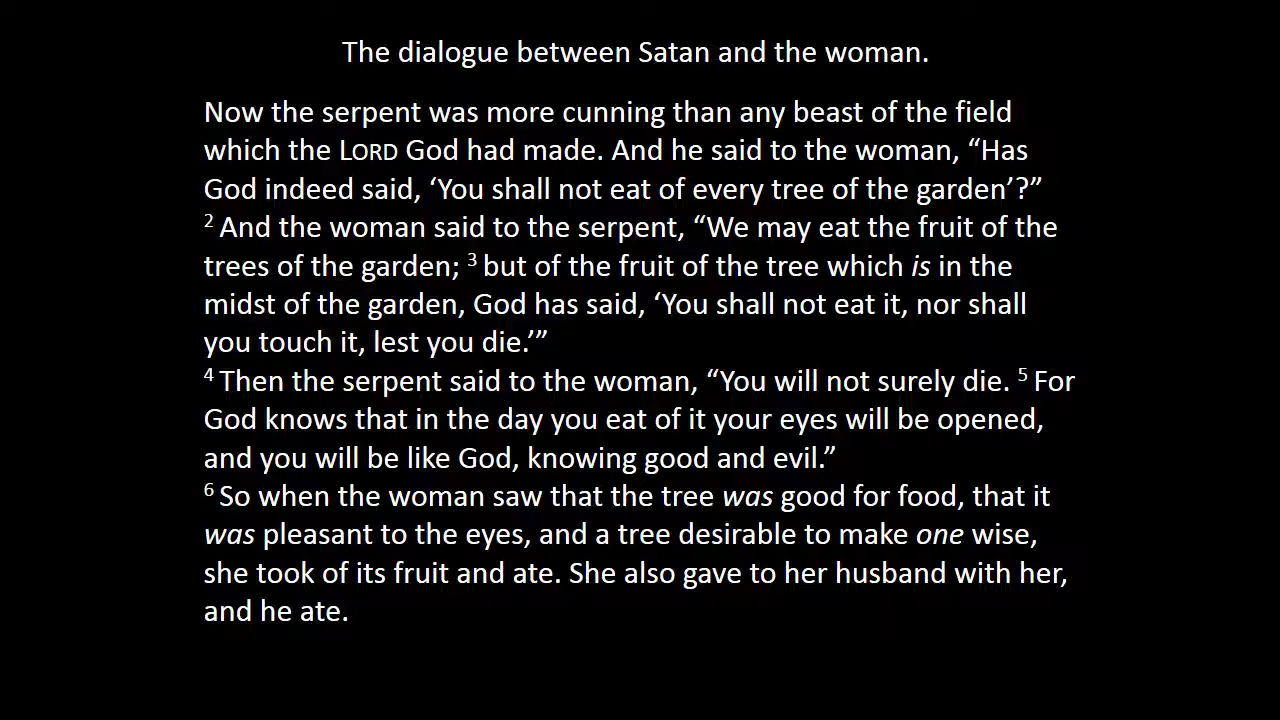 The dialogue between Satan and the woman.
Now the serpent was more cunning than any beast of the field
which the LORD God had made. And he said to the woman, “Has
God indeed said, ‘You shall not eat of every tree of the garden’?”
2 And the woman said to the serpent, “We may eat the fruit of the
trees of the garden; 3 but of the fruit of the tree which is in the
midst of the garden, God has said, ‘You shall not eat it, nor shall
you touch it, lest you die.’”
4 Then the serpent said to the woman, “You will not surely die. 5 For
God knows that in the day you eat of it your eyes will be opened,
and you will be like God, knowing good and evil.”
6 So when the woman saw that the tree was good for food, that it
was pleasant to the eyes, and a tree desirable to make one wise,
she took of its fruit and ate. She also gave to her husband with her,
and he ate.